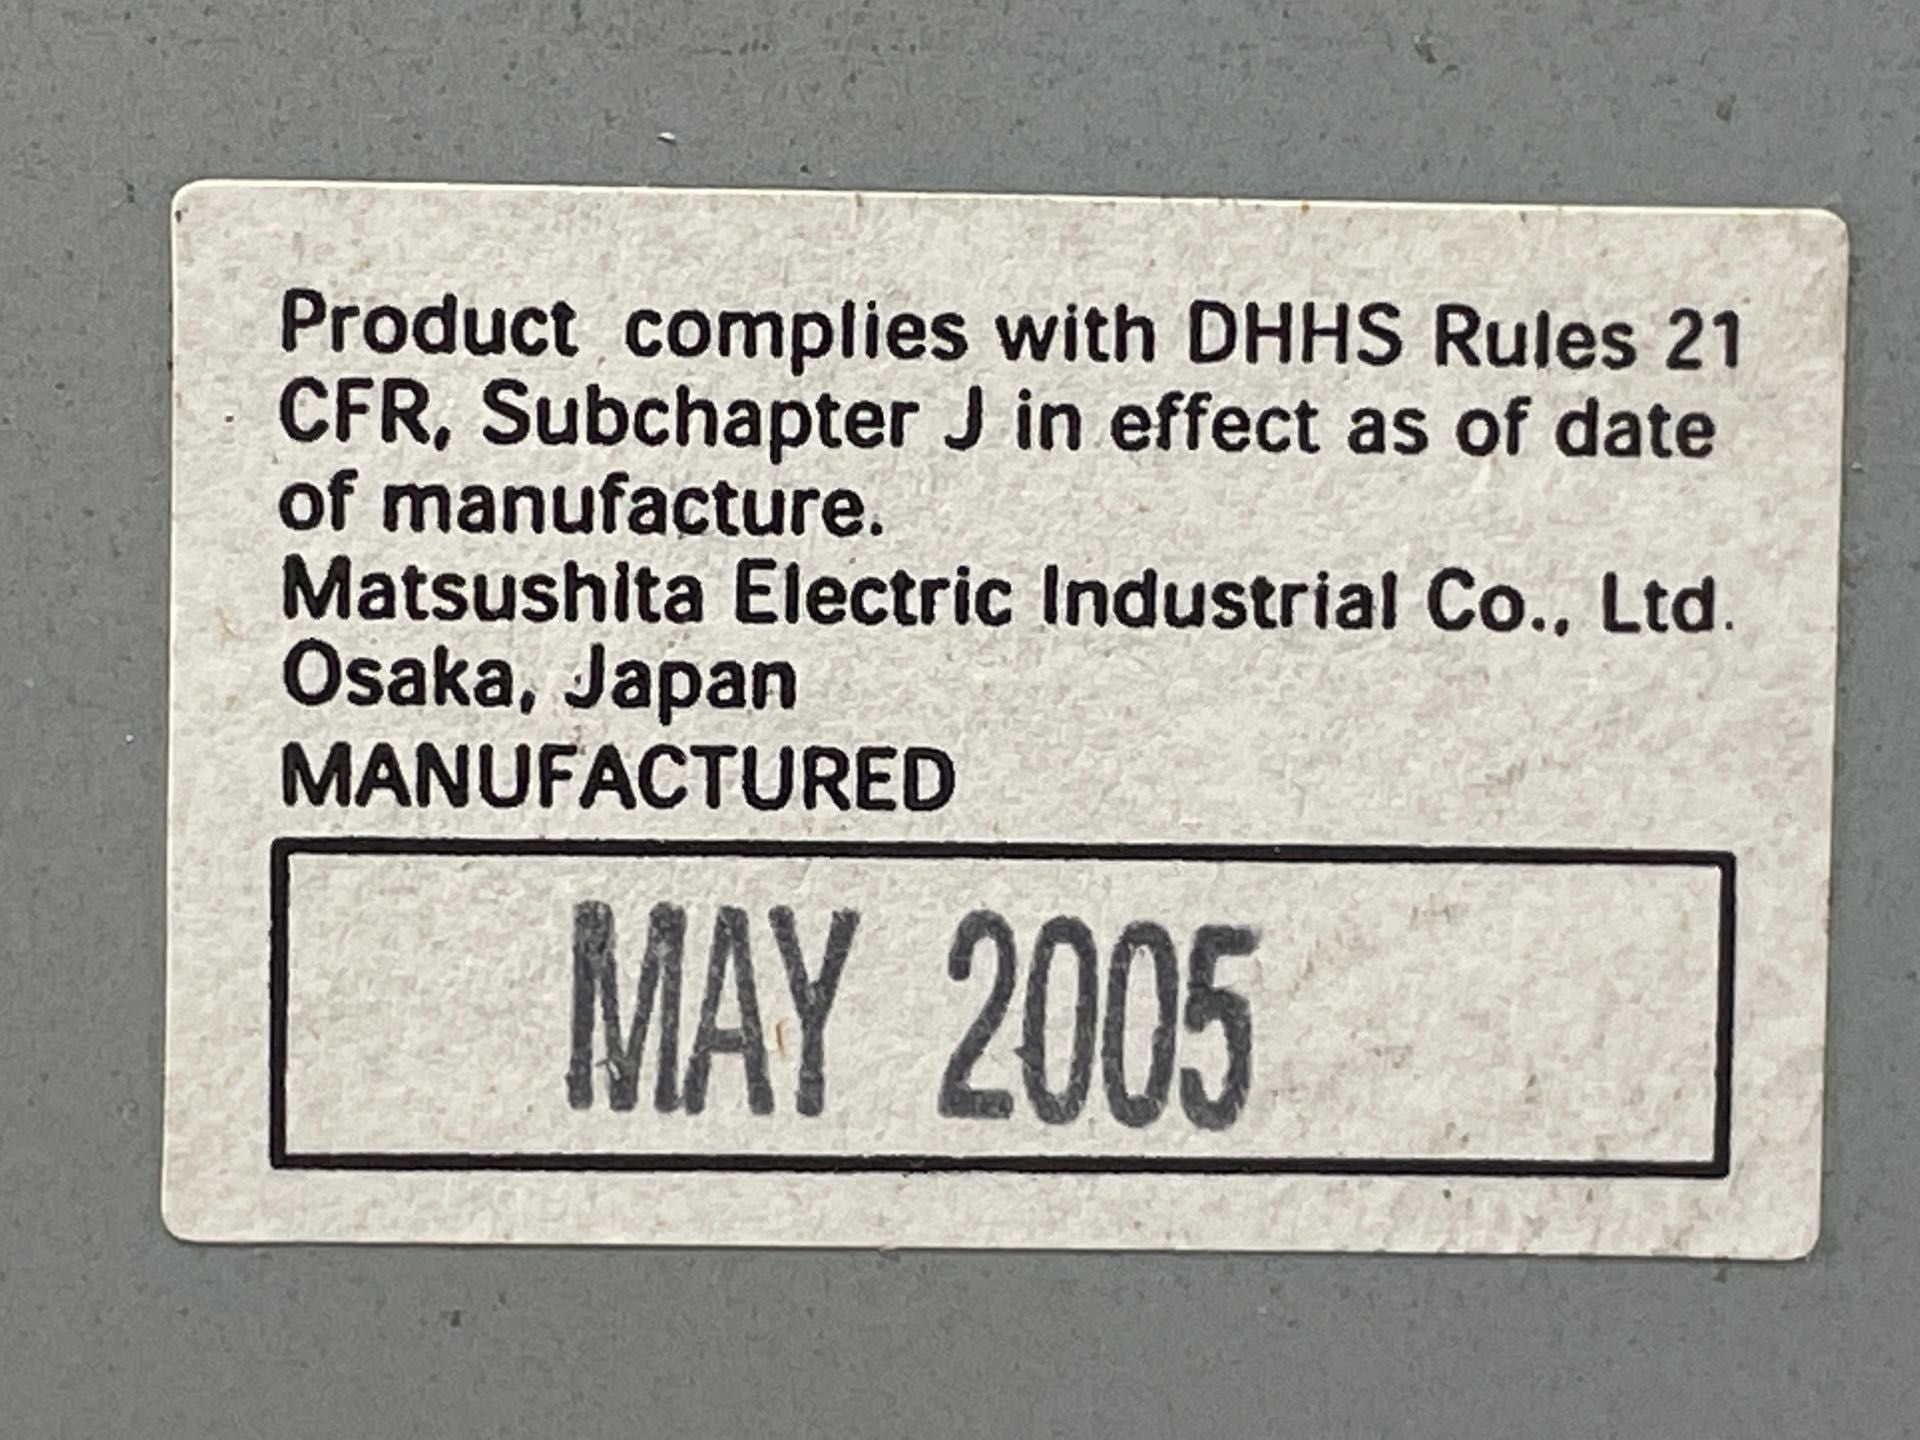 Product complies with DHHS Rules 21
CFR, Subchapter J in effect as of date
of manufacture.
Matsushita Electric Industrial Co., Ltd.
Osaka, Japan
MANUFACTURED
MAY 2005